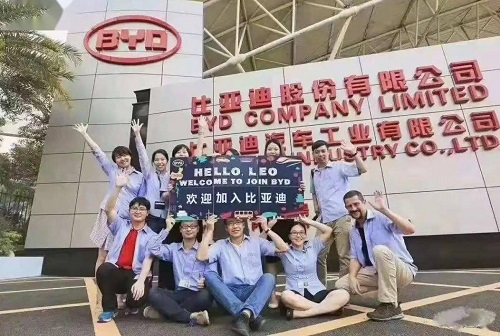 BYD
比亚迪股份有限公司
BYD COMPANY LIMITED
比亚迪汽车工业有限公司
INDUSTRY CO., LTD
BYD
HELLO, LEO
WELCOME TO JOIN BYD
欢迎加入比亚迪